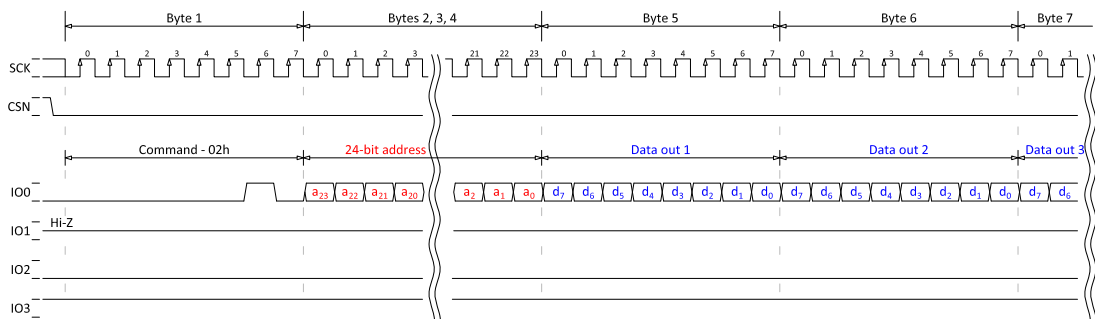 Byte 1 Bytes 2, 3, 4 Byte 5 Byte 6 Byte 7
0 1 2 3 4 5 6 7 0 1 2 3 21 22 23 0 1 2 3 4 5 6 7 0 1 2 3 4 5 6 7 0 1
SCK
CSN
Command - 02h 24-bit address Data out 1 Data out 2 Data out 3
IO0 a23 a22 a21 a20 a2 a1 a0 d7 d6 d5 d4 d3 d2 d1 d0 d7 d6 d5 d4 d3 d2 d1 d0 d7 d6
Hi-Z
IO1
IO2
IO3